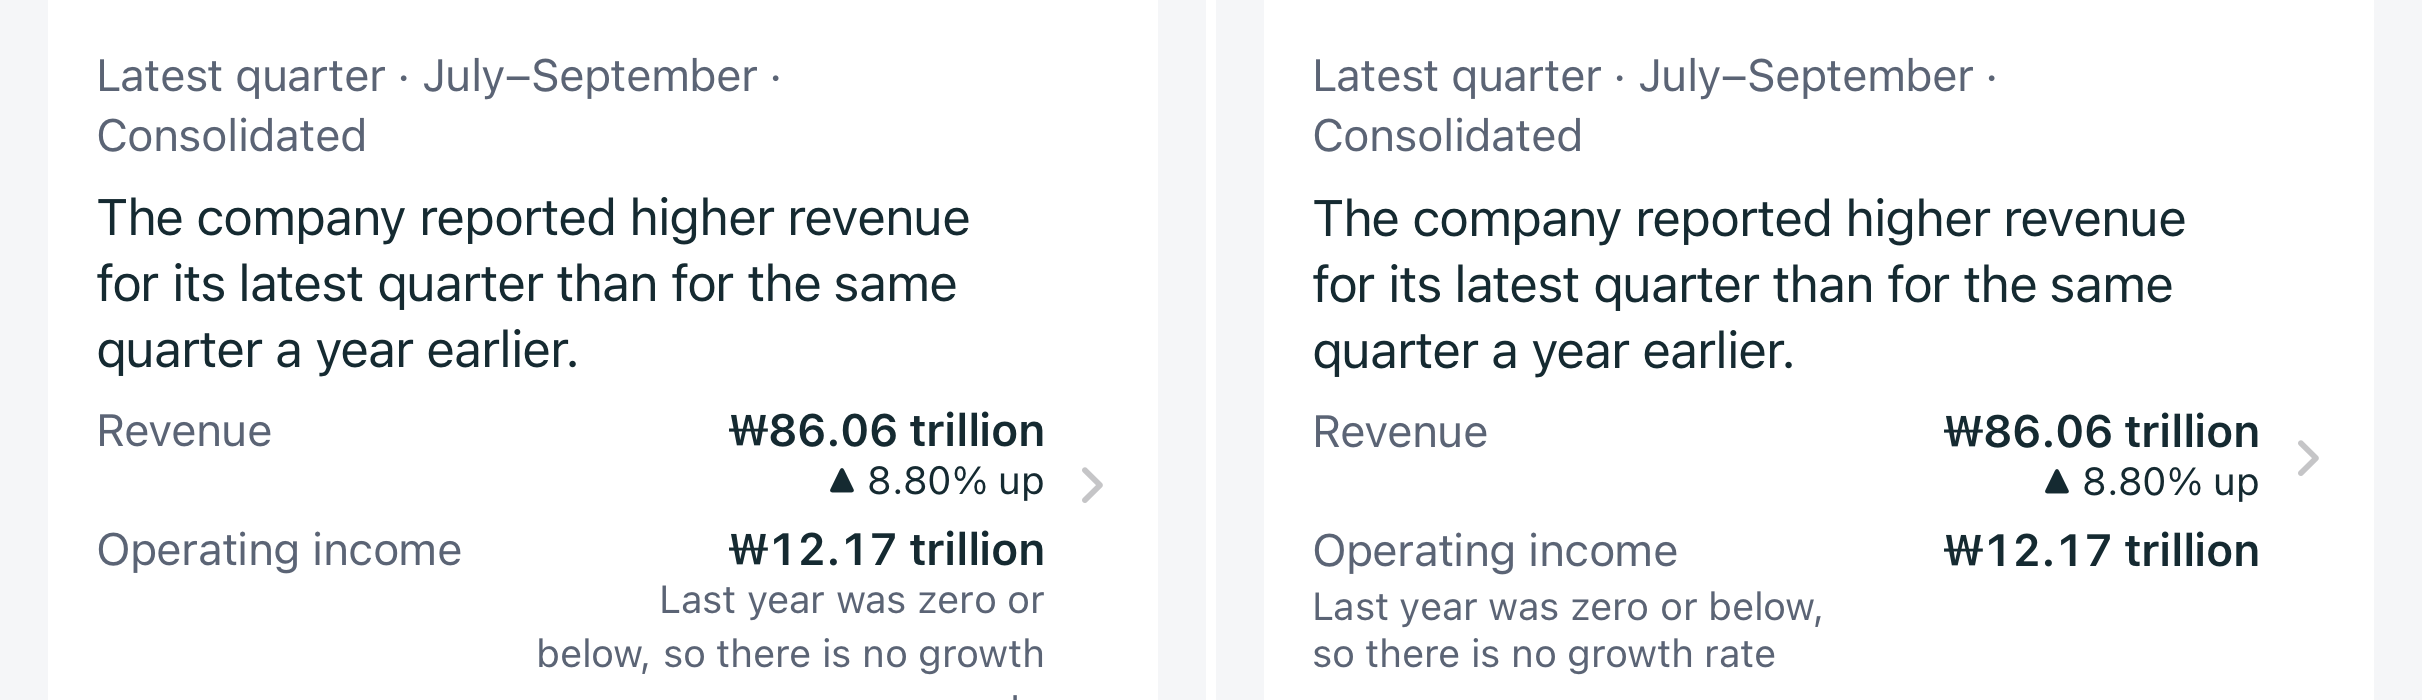 Latest quarter · July–September ·
Consolidated
The company reported higher revenue
for its latest quarter than for the same
quarter a year earlier.
Revenue ₩86.06 trillion
▲ 8.80% up
Operating income ₩12.17 trillion
Last year was zero or
below, so there is no growth
Latest quarter · July–September ·
Consolidated
The company reported higher revenue
for its latest quarter than for the same
quarter a year earlier.
Revenue ₩86.06 trillion
▲ 8.80% up
Operating income ₩12.17 trillion
Last year was zero or below,
so there is no growth rate